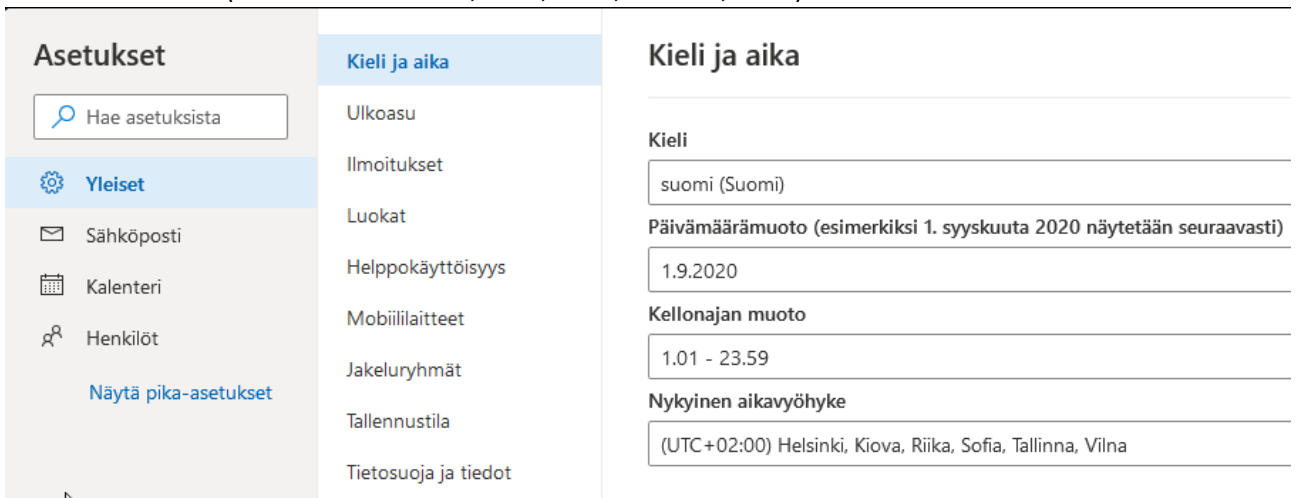 Asetukset
Hae asetuksista
Yleiset
Sähköposti
Kalenteri
Henkilöt
Näytä pika-asetukset
Kieli ja aika
Ulkoasu
Ilmoitukset
Luokat
Helppokäyttöisyys
Mobiililaitteet
Jakeluryhmät
Tallennustila
Tietosuoja ja tiedot
Kieli ja aika
Kieli
suomi (Suomi)
Päivämäärämuoto (esimerkiksi 1. syyskuuta 2020 näytetään seuraavasti)
1.9.2020
Kellonajan muoto
1.01 - 23.59
Nykyinen aikavyöhyke
(UTC+02:00) Helsinki, Kiova, Riika, Sofia, Tallinna, Vilna